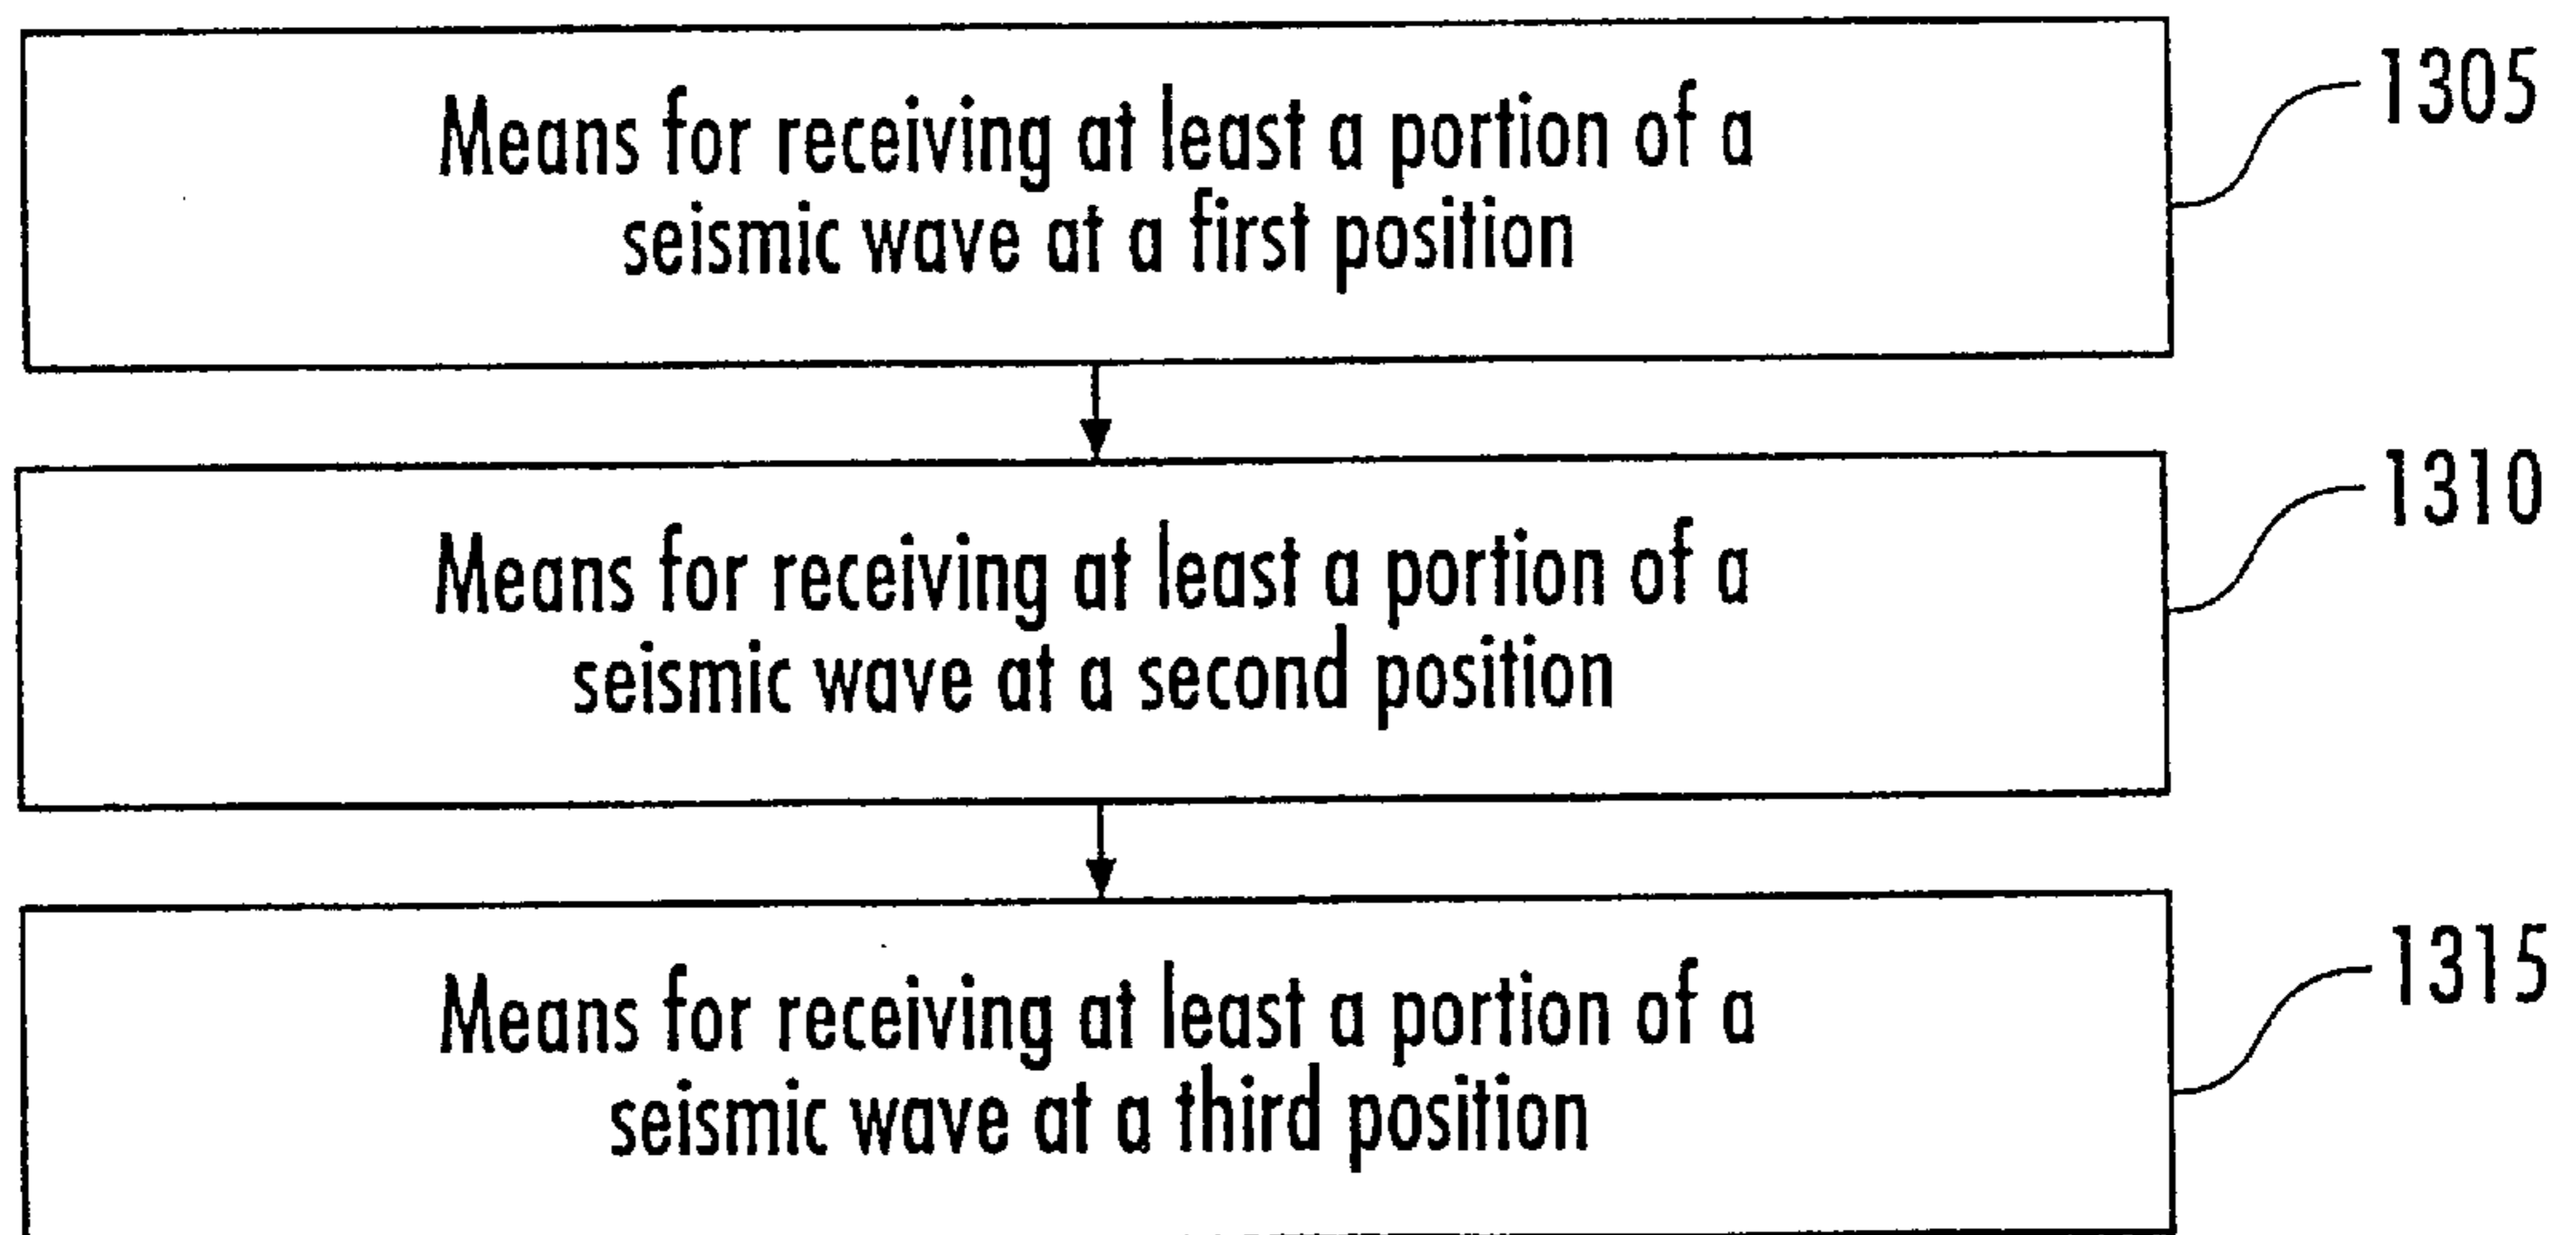 Means for receiving at least a portion of a
seismic wave at a first position
1305
Means for receiving at least a portion of a
seismic wave at a second position
1310
Means for receiving at least a portion of a
seismic wave at a third position
1315